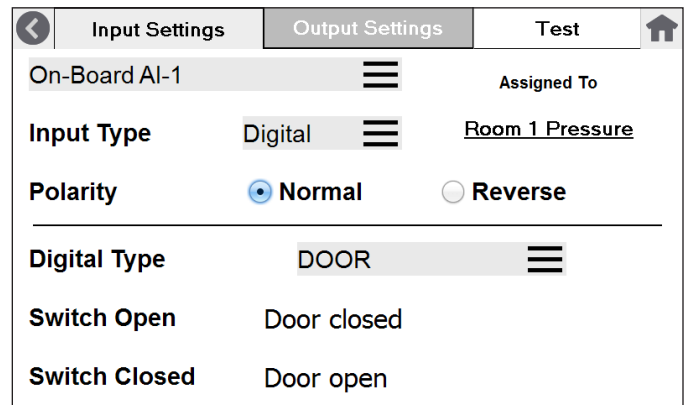 Input Settings Output Settings Test
On-Board AI-1
Assigned To
Input Type Digital Room 1 Pressure
Polarity Normal Reverse
Digital Type DOOR
Switch Open Door closed
Switch Closed Door open